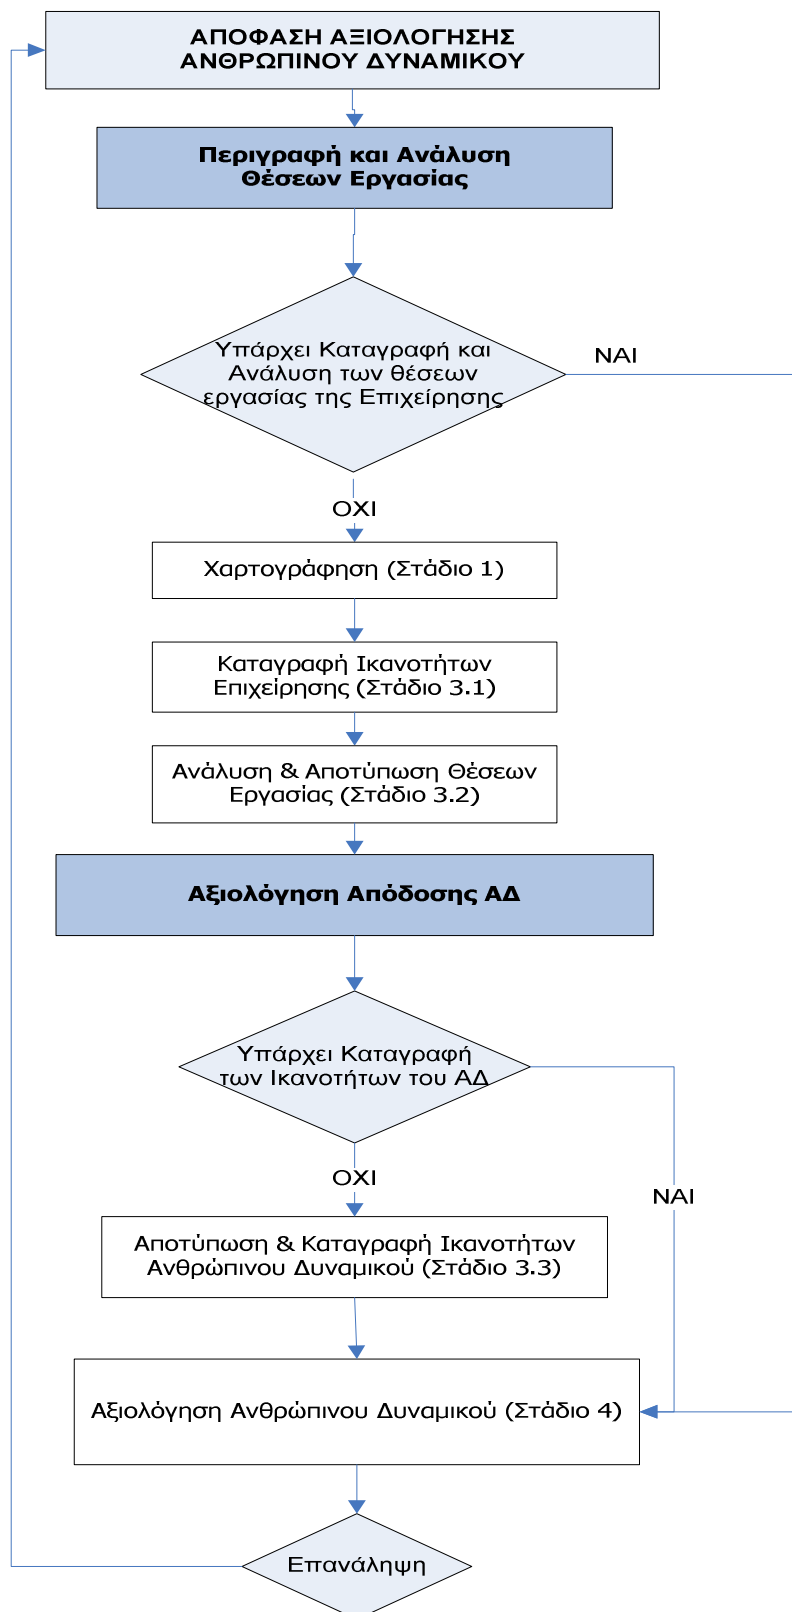 ΑΠΟΦΑΣΗ ΑΞΙΟΛΟΓΗΣΗΣ
ΑΝΘΡΩΠΙΝΟΥ ΔΥΝΑΜΙΚΟΥ
Περιγραφή και Ανάλυση
Θέσεων Εργασίας
Υπάρχει Καταγραφή και
Ανάλυση των θέσεων
εργασίας της Επιχείρησης
ΝΑΙ
ΟΧΙ
Χαρτογράφηση (Στάδιο 1)
Καταγραφή Ικανοτήτων
Επιχείρησης (Στάδιο 3.1)
Ανάλυση & Αποτύπωση Θέσεων
Εργασίας (Στάδιο 3.2)
Αξιολόγηση Απόδοσης ΑΔ
Υπάρχει Καταγραφή
των Ικανοτήτων του ΑΔ
ΟΧΙ
ΝΑΙ
Αποτύπωση & Καταγραφή Ικανοτήτων
Ανθρώπινου Δυναμικού (Στάδιο 3.3)
Αξιολόγηση Ανθρώπινου Δυναμικού (Στάδιο 4)
Επανάληψη